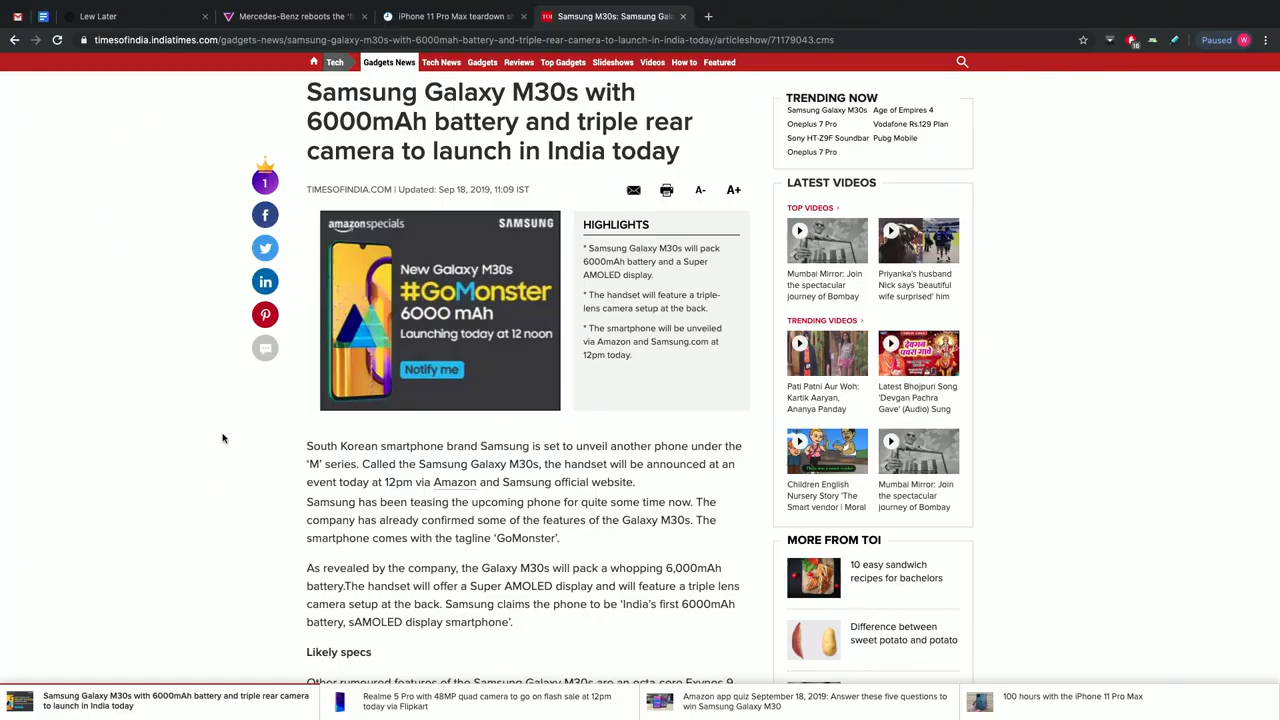 Lew Later
Mercedes-Benz reboots the 'f
iPhone 11 Pro Max teardown sh
TOI Samsung M30s: Samsung Gal
timesofindia.indiatimes.com/gadgets-news/samsung-galaxy-m30s-with-6000mah-battery-and-triple-rear-camera-to-launch-in-india-today/articleshow/71179043.cms
Paused W
Tech Gadgets News Tech News Gadgets Reviews Top Gadgets Slideshows Videos How to Featured
Samsung Galaxy M30s with
6000mAh battery and triple rear
camera to launch in India today
TIMESOFINDIA.COM | Updated: Sep 18, 2019, 11:09 IST
A- A+
1
amazonspecials SAMSUNG
New Galaxy M30s
#GoMonster
6000 mAh
Launching today at 12 noon
Notify me
HIGHLIGHTS
* Samsung Galaxy M30s will pack
6000mAh battery and a Super
AMOLED display.
* The handset will feature a triple-
lens camera setup at the back.
* The smartphone will be unveiled
via Amazon and Samsung.com at
12pm today.
South Korean smartphone brand Samsung is set to unveil another phone under the
‘M’ series. Called the Samsung Galaxy M30s, the handset will be announced at an
event today at 12pm via Amazon and Samsung official website.
Samsung has been teasing the upcoming phone for quite some time now. The
company has already confirmed some of the features of the Galaxy M30s. The
smartphone comes with the tagline ‘GoMonster’.
As revealed by the company, the Galaxy M30s will pack a whopping 6,000mAh
battery.The handset will offer a Super AMOLED display and will feature a triple lens
camera setup at the back. Samsung claims the phone to be ‘India’s first 6000mAh
battery, sAMOLED display smartphone’.
Likely specs
Other rumoured features of the Samsung Galaxy M30s are an octa-core Exynos 9
TRENDING NOW
Samsung Galaxy M30s Age of Empires 4
Oneplus 7 Pro Vodafone Rs.129 Plan
Sony HT-Z9F Soundbar Pubg Mobile
Oneplus 7 Pro
LATEST VIDEOS
TOP VIDEOS
Mumbai Mirror: Join
the spectacular
journey of Bombay
Priyanka's husband
Nick says 'beautiful
wife surprised' him
TRENDING VIDEOS
Pati Patni Aur Woh:
Kartik Aaryan,
Ananya Panday
Latest Bhojpuri Song
'Devgan Pachra
Gave' (Audio) Sung
Children English
Nursery Story 'The
Smart vendor | Moral
Mumbai Mirror: Join
the spectacular
journey of Bombay
MORE FROM TOI
10 easy sandwich
recipes for bachelors
Difference between
sweet potato and potato
Samsung Galaxy M30s with 6000mAh battery and triple rear camera
to launch in India today
Realme 5 Pro with 48MP quad camera to go on flash sale at 12pm
today via Flipkart
Amazon app quiz September 18, 2019: Answer these five questions to
win Samsung Galaxy M30
100 hours with the iPhone 11 Pro Max